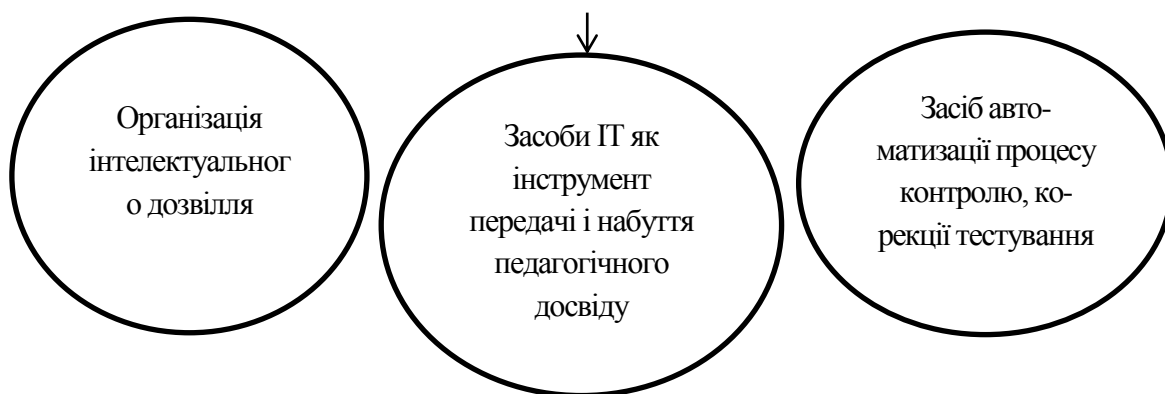 Організація
інтелектуальног
о дозвілля
Засоби ІТ як
інструмент
передачі і набуття
педагогічного
досвіду
Засіб авто-
матизації процесу
контролю, ко-
рекції тестування